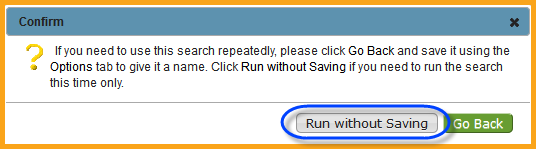 Confirm
If you need to use this search repeatedly, please click Go Back and save it using the
Options tab to give it a name. Click Run without Saving if you need to run the search
this time only.
Run without Saving Go Back